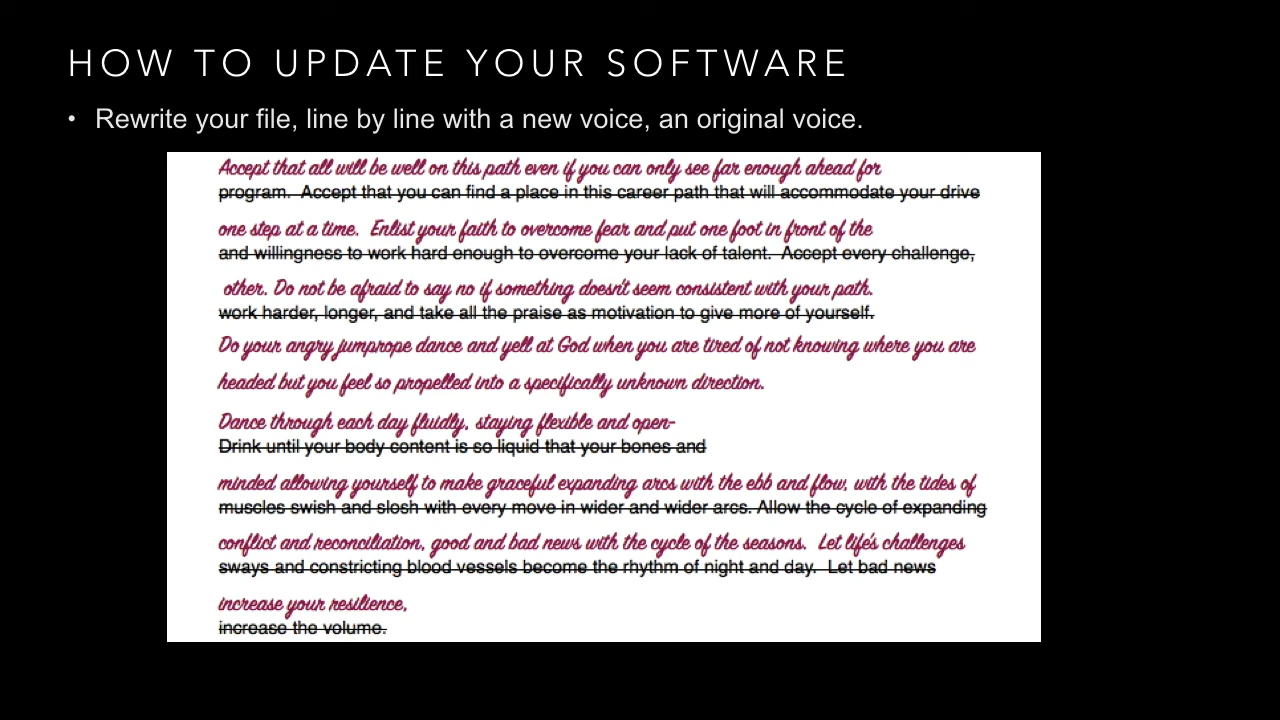 HOW TO UPDATE YOUR SOFTWARE
• Rewrite your file, line by line with a new voice, an original voice.
Accept that all will be well on this path even if you can only see far enough ahead for
program. Accept that you can find a place in this career path that will accommodate your drive
one step at a time. Enlist your faith to overcome fear and put one foot in front of the
and willingness to work hard enough to overcome your lack of talent. Accept every challenge,
other. Do not be afraid to say no if something doesn't seem consistent with your path.
work harder, longer, and take all the praise as motivation to give more of yourself.
Do your angry jumprope dance and yell at God when you are tired of not knowing where you are
headed but you feel so propelled into a specifically unknown direction.
Dance through each day fluidly, staying flexible and open-
Drink until your body content is so liquid that your bones and
minded allowing yourself to make graceful expanding arcs with the ebb and flow, with the tides of
muscles swish and slosh with every move in wider and wider arcs. Allow the cycle of expanding
conflict and reconciliation, good and bad news with the cycle of the seasons. Let life's challenges
sways and constricting blood vessels become the rhythm of night and day. Let bad news
increase your resilience,
increase the volume.